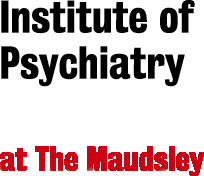 Institute of
Psychiatry
at The Maudsley